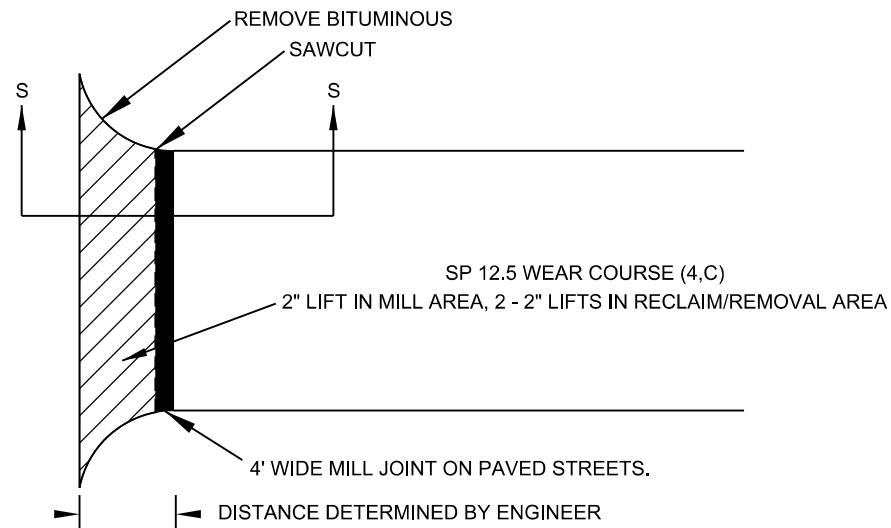 REMOVE BITUMINOUS
SAWCUT
S S
SP 12.5 WEAR COURSE (4,C)
2" LIFT IN MILL AREA, 2 - 2" LIFTS IN RECLAIM/REMOVAL AREA
4' WIDE MILL JOINT ON PAVED STREETS.
DISTANCE DETERMINED BY ENGINEER